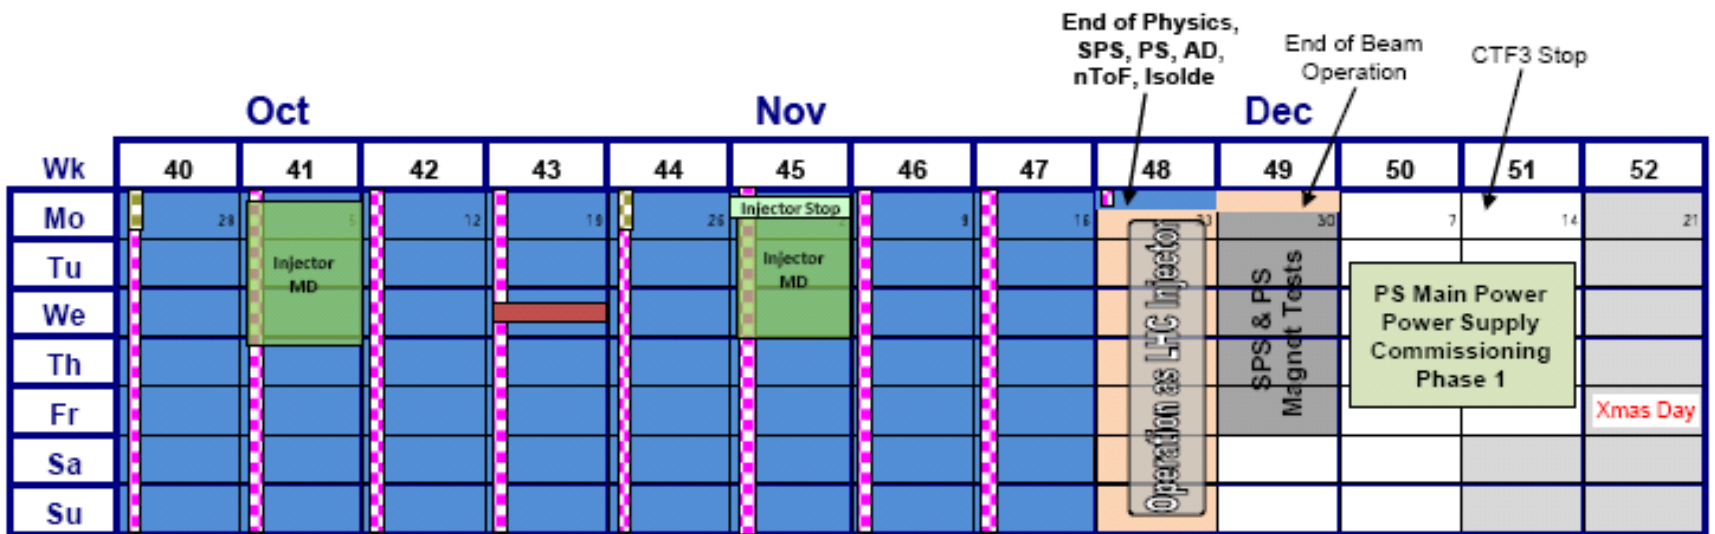 End of Physics,
SPS, PS, AD,
nToF, Isolde
End of Beam
Operation
CTF3 Stop
Oct Nov Dec
Wk 40 41 42 43 44 45 46 47 48 49 50 51 52
Mo 28 5 12 19 26 2 9 16 23 30 7 14 21
Injector Stop
Tu
We
Th
Fr
Sa
Su
Injector
MD
Injector
MD
Operation as LHC Injector
SPS & PS
Magnet Tests
PS Main Power
Power Supply
Commissioning
Phase 1
Xmas Day